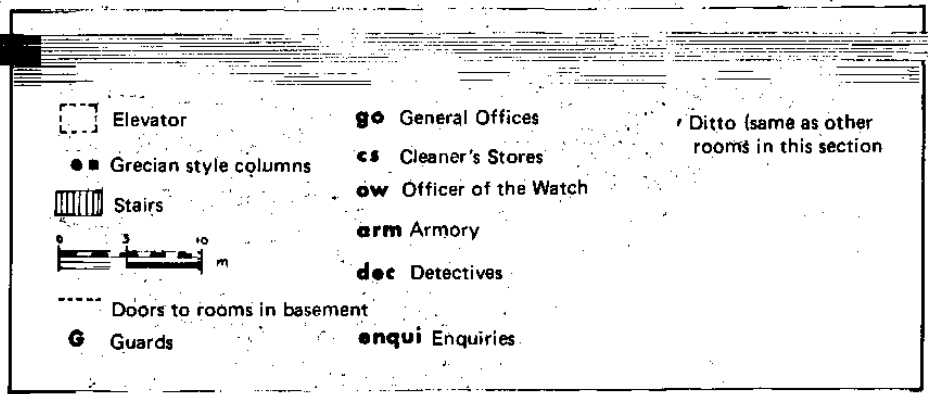 Elevator
Grecian style columns
Stairs
0 5 10
m
Doors to rooms in basement
G Guards
go General Offices
cs Cleaner's Stores
ow Officer of the Watch
arm Armory
dec Detectives
enqui Enquiries
' Ditto (same as other
rooms in this section